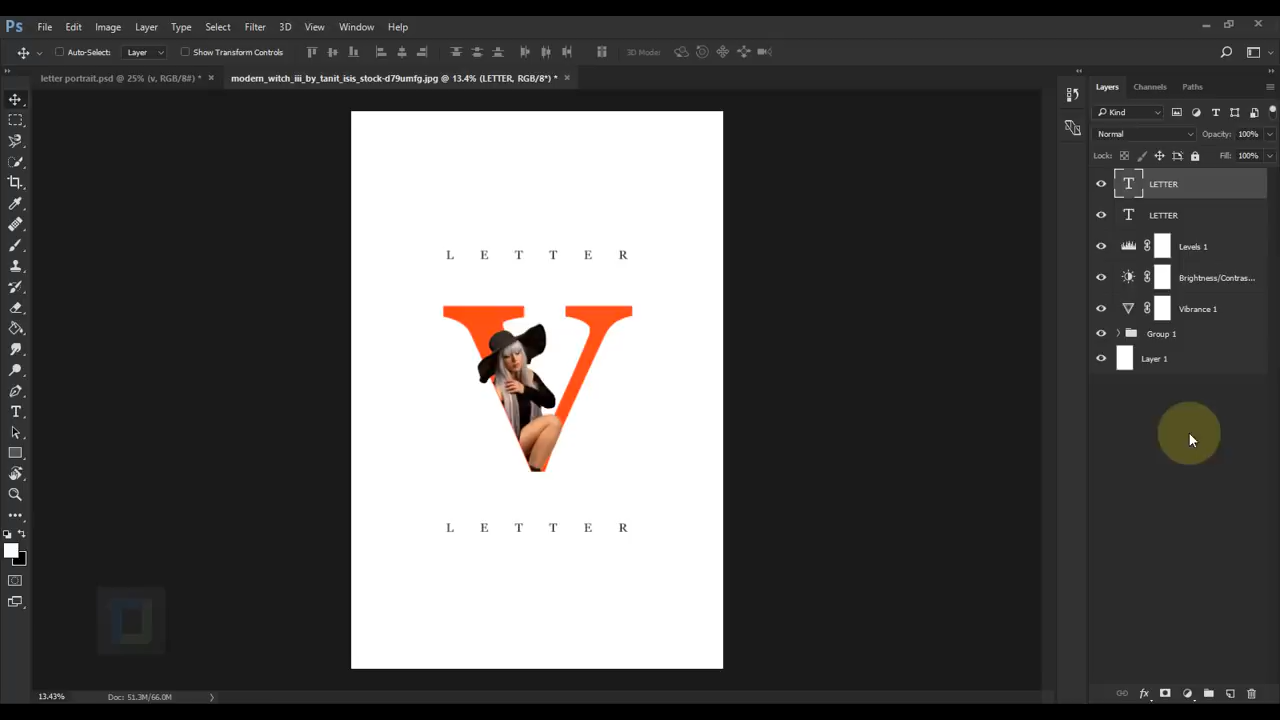 Ps File Edit Image Layer Type Select Filter 3D View Window Help
Auto-Select: Layer Show Transform Controls 3D Mode:
letter portrait.psd @ 25% (v, RGB/8#) * × modern_witch_iii_by_tanit_isis_stock-d79umfg.jpg @ 13.4% (LETTER, RGB/8*) * ×
Layers Channels Paths
Kind
Normal Opacity: 100%
Lock: Fill: 100%
LETTER
LETTER
Levels 1
Brightness/Contras...
Vibrance 1
Group 1
Layer 1
L E T T E R
V
L E T T E R
13.43% Doc: 51.3M/66.0M